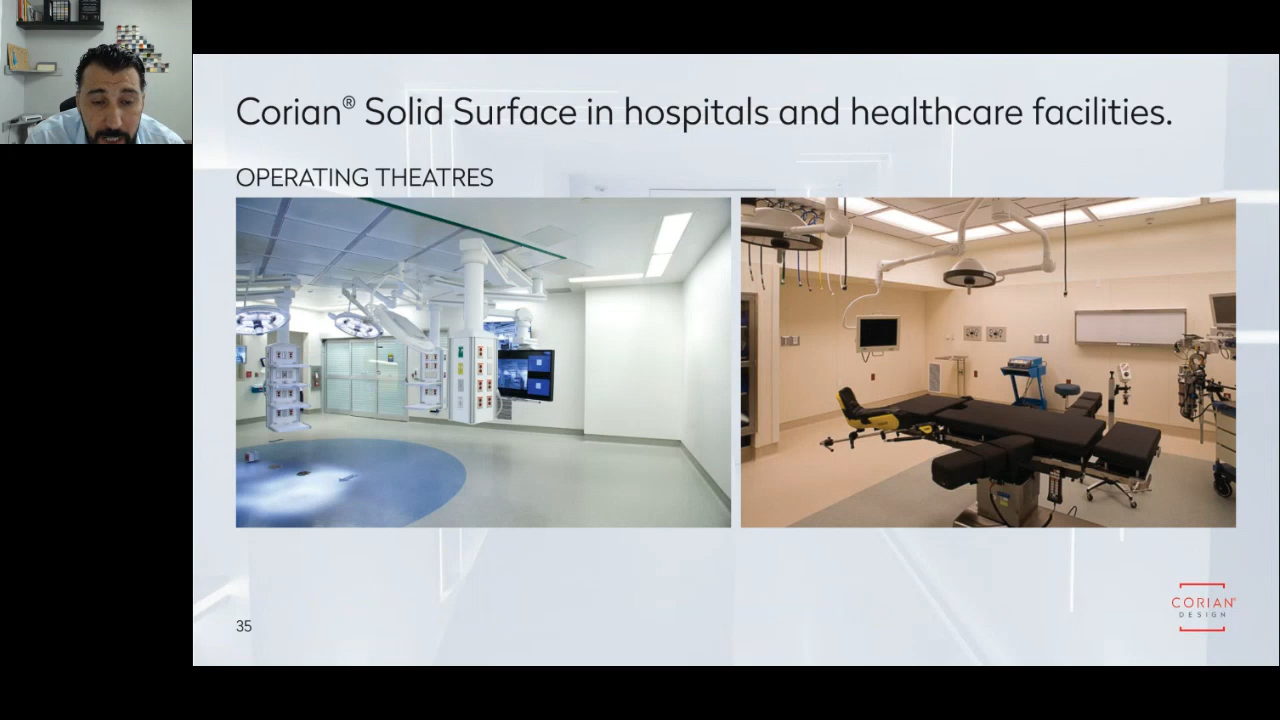 Corian® Solid Surface in hospitals and healthcare facilities.
OPERATING THEATRES
35
CORIAN®
DESIGN